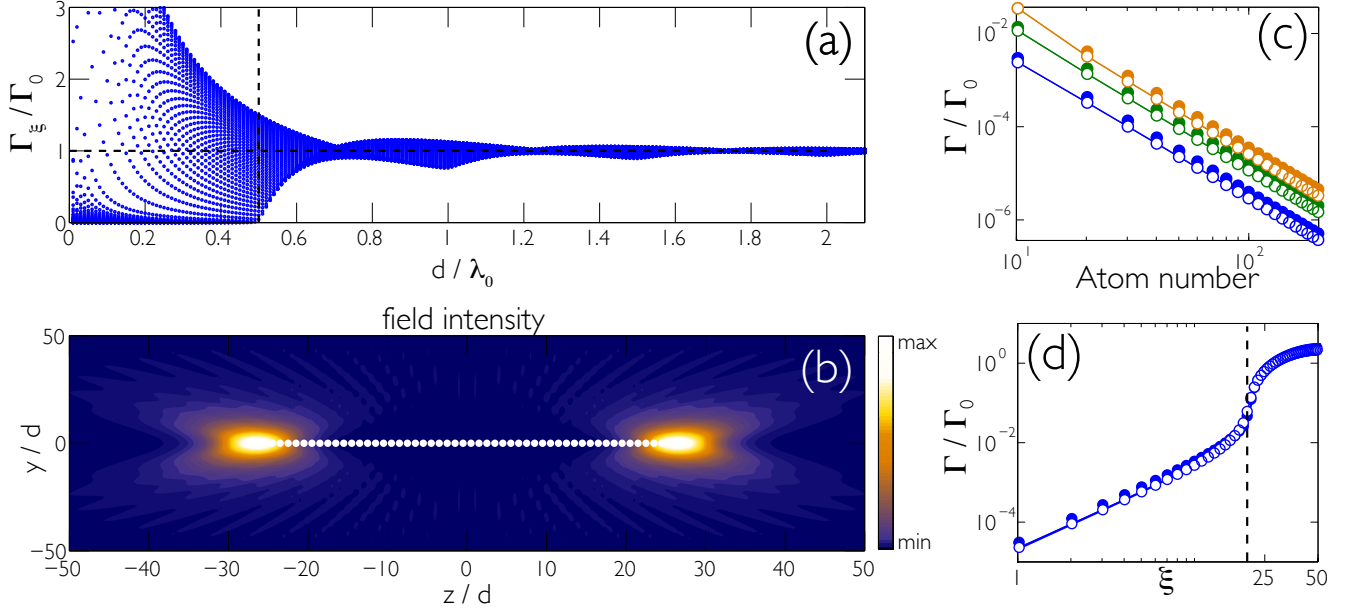 (a)
Γξ / Γ0
3
2
1
0
0 0.2 0.4 0.6 0.8 1 1.2 1.4 1.6 1.8 2
d / λ0
field intensity
(b)
y / d
50
0
−50
−50 −40 −30 −20 −10 0 10 20 30 40 50
z / d
max
min
(c)
Γ / Γ0
10−2
10−4
10−6
101 102
Atom number
(d)
Γ / Γ0
100
10−2
10−4
1 25 50
ξ